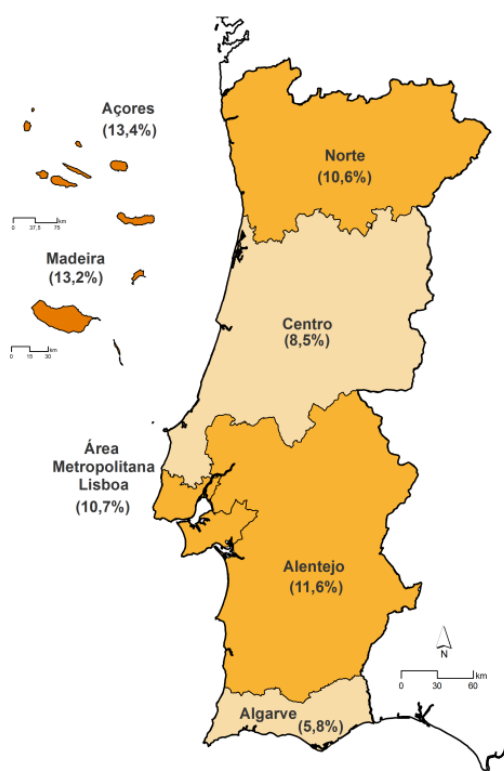 Açores
(13,4%)
Norte
(10,6%)
0 37,5 75 km
Madeira
(13,2%)
Centro
(8,5%)
0 15 30 km
Área
Metropolitana
Lisboa
(10,7%)
Alentejo
(11,6%)
N
0 30 60 km
Algarve (5,8%)